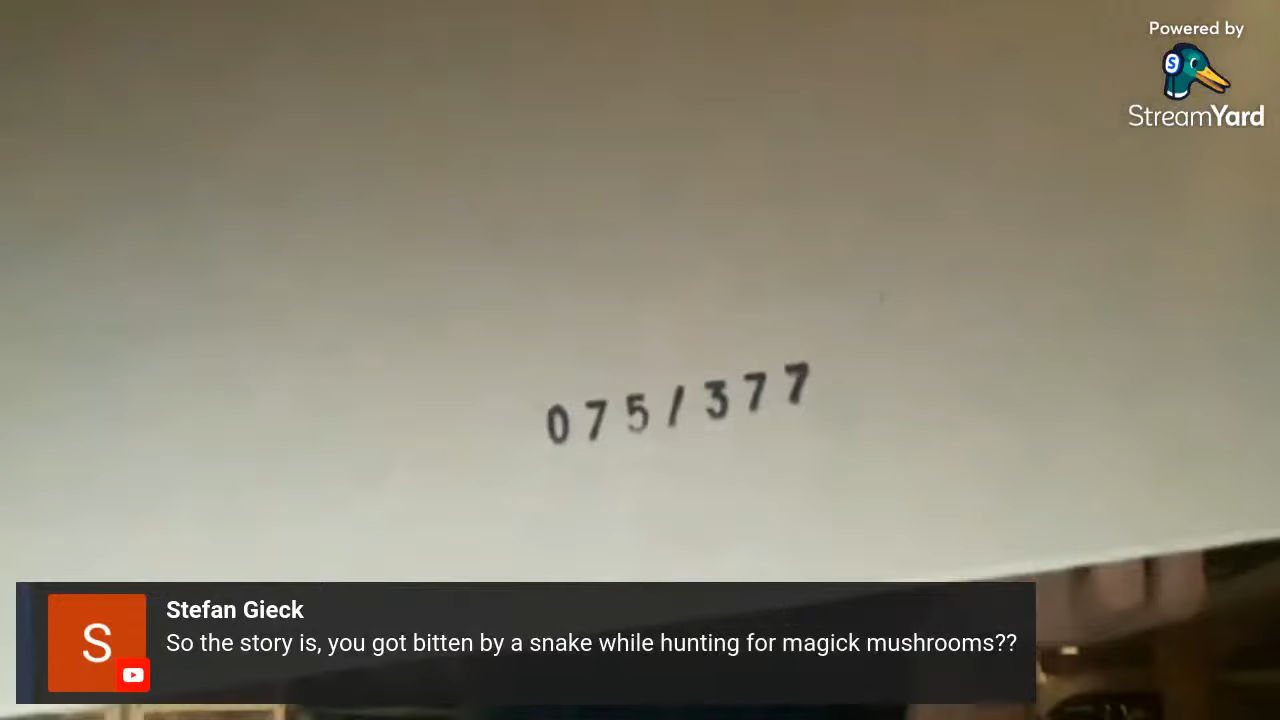 Powered by
StreamYard
075/377
Stefan Gieck
So the story is, you got bitten by a snake while hunting for magick mushrooms??